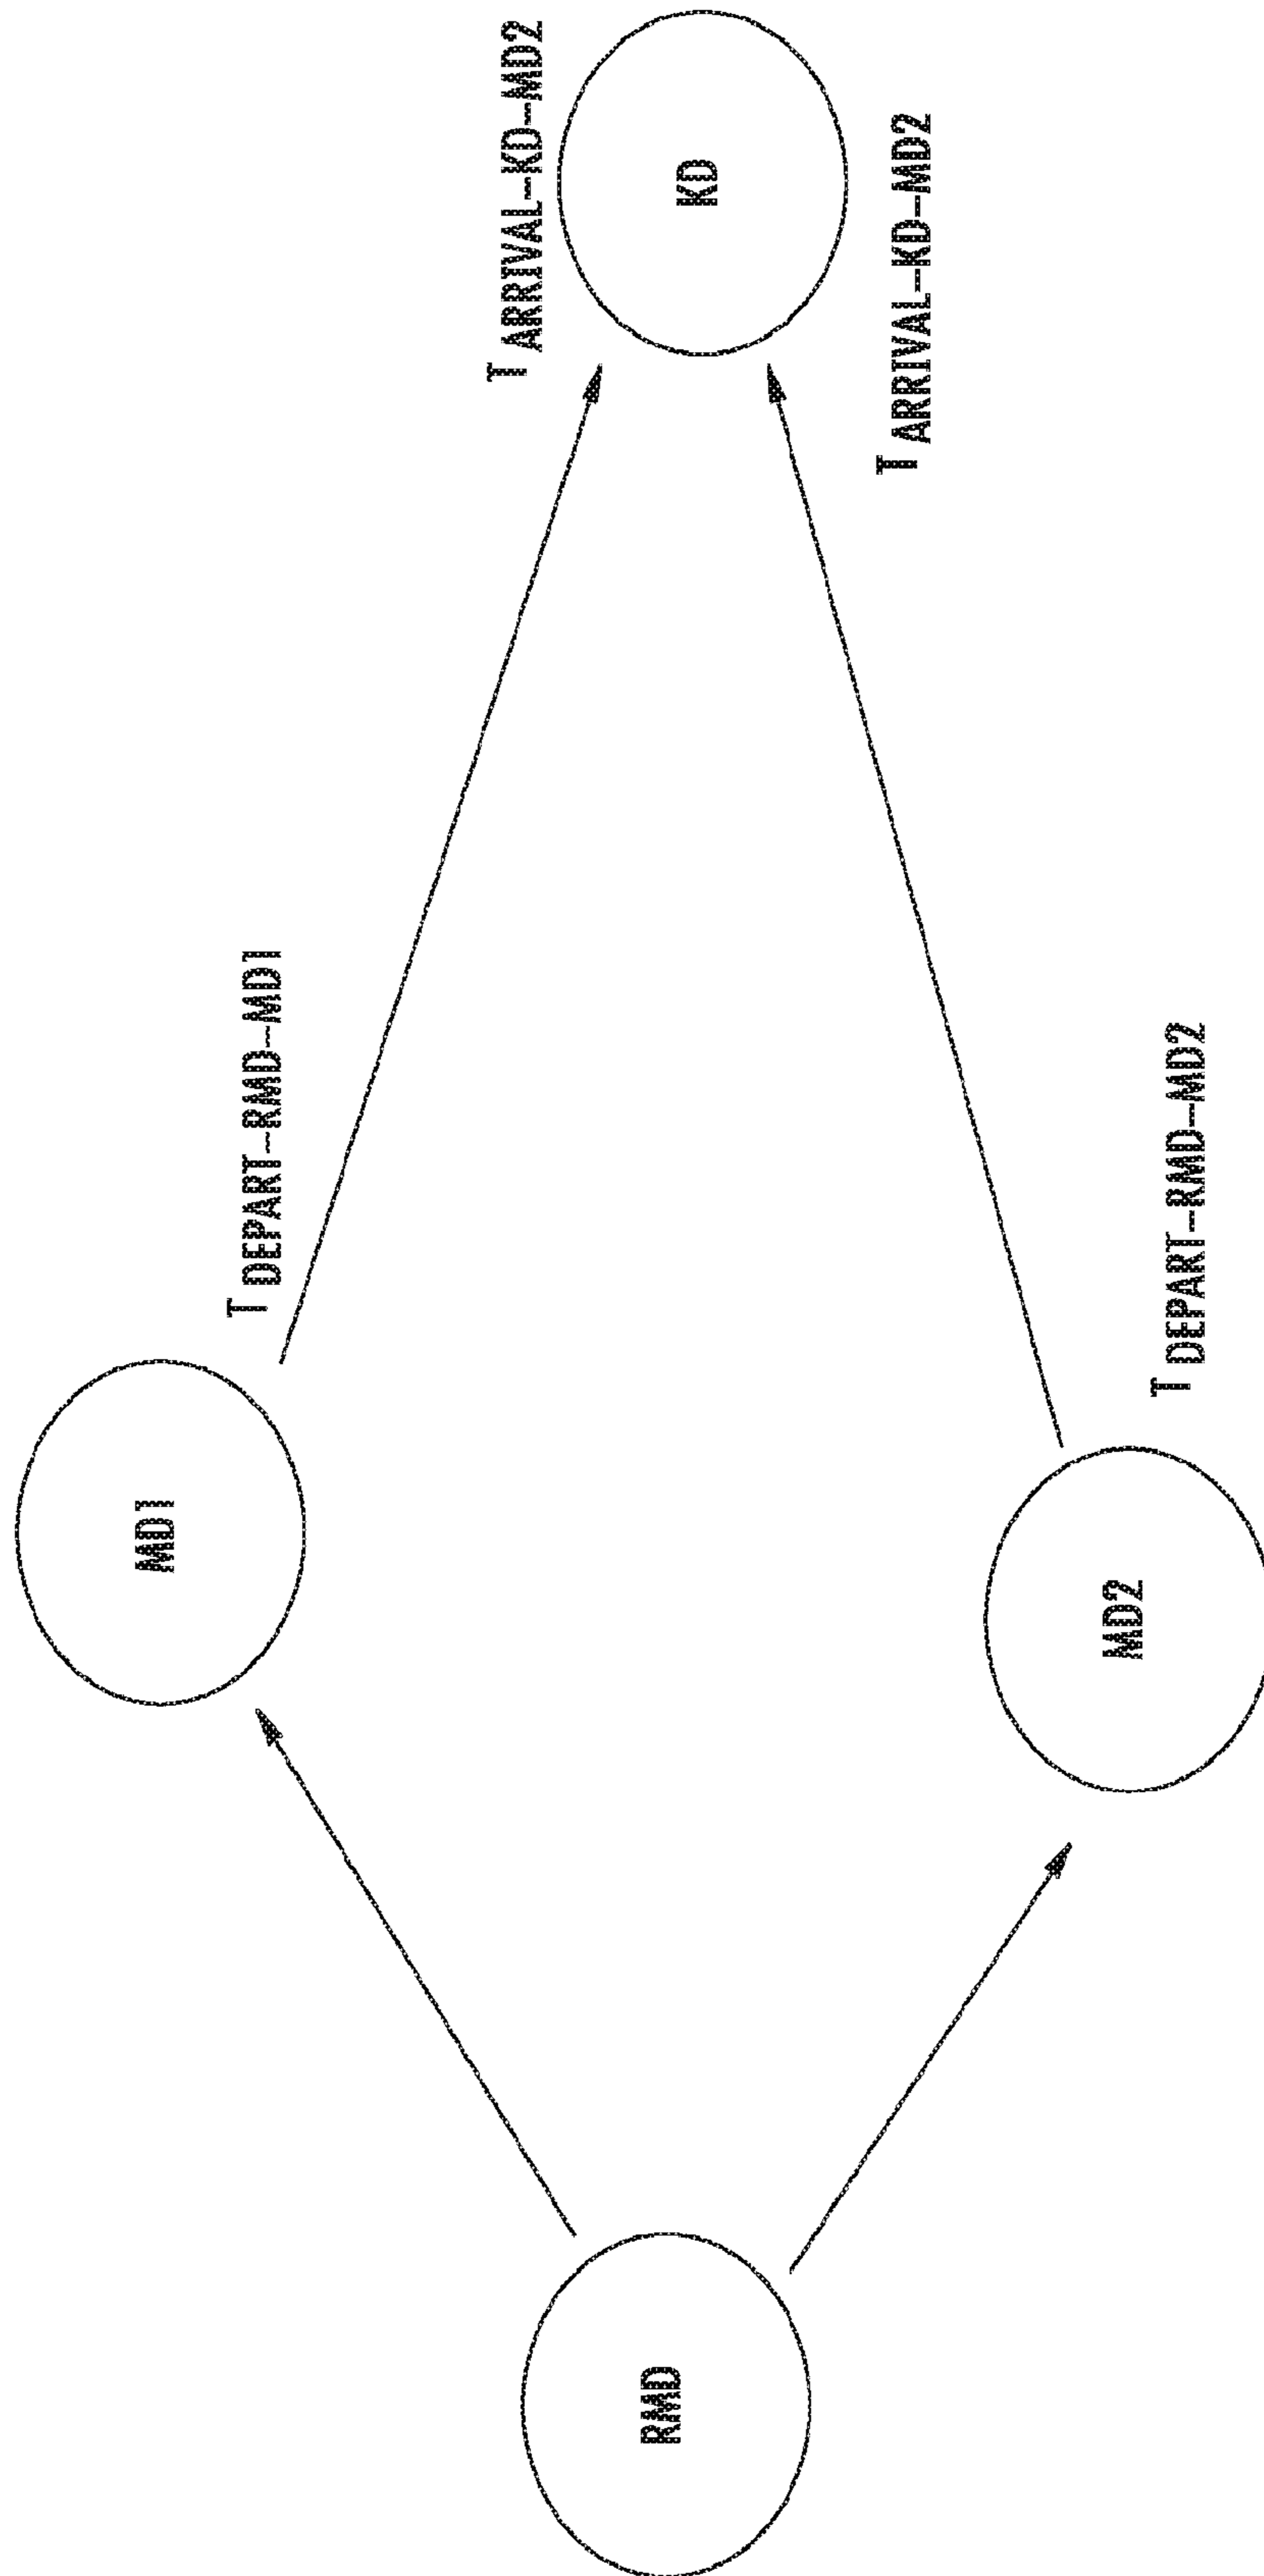 MD1
T DEPART-RMD-MD1
T ARRIVAL-KD-MD2
RMD
KD
T ARRIVAL-KD-MD2
MD2
T DEPART-RMD-MD2